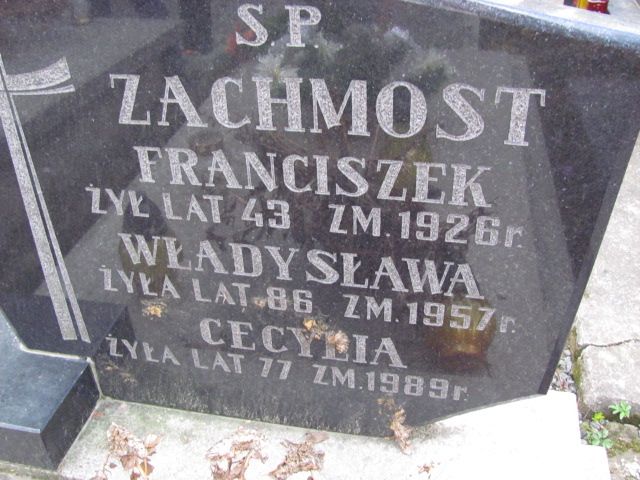 S.P.
ZACHMOST
FRANCISZEK
ŻYŁ LAT 43 ZM. 1926 r.
WŁADYSŁAWA
ŻYŁA LAT 86 ZM. 1957 r.
CECYLIA
ŻYŁA LAT 77 ZM. 1989 r.